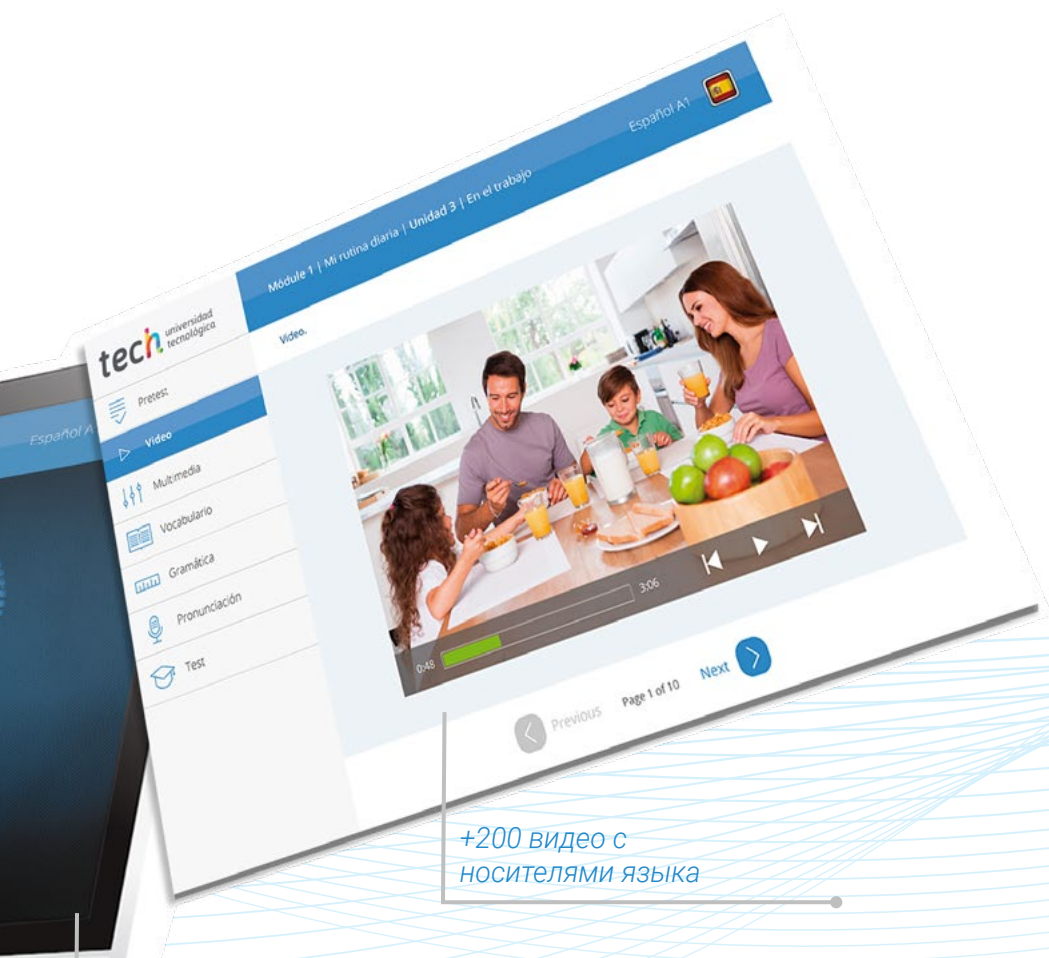 Español A1
Módule 1 | Mi rutina diaria | Unidad 3 | En el trabajo
tech universidad
tecnológica
Video.
Pretest
Video
Multimedia
Vocabulario
Gramática
Pronunciación
Test
Español A
0:48
3:06
Previous
Page 1 of 10
Next
+200 видео с
носителями языка